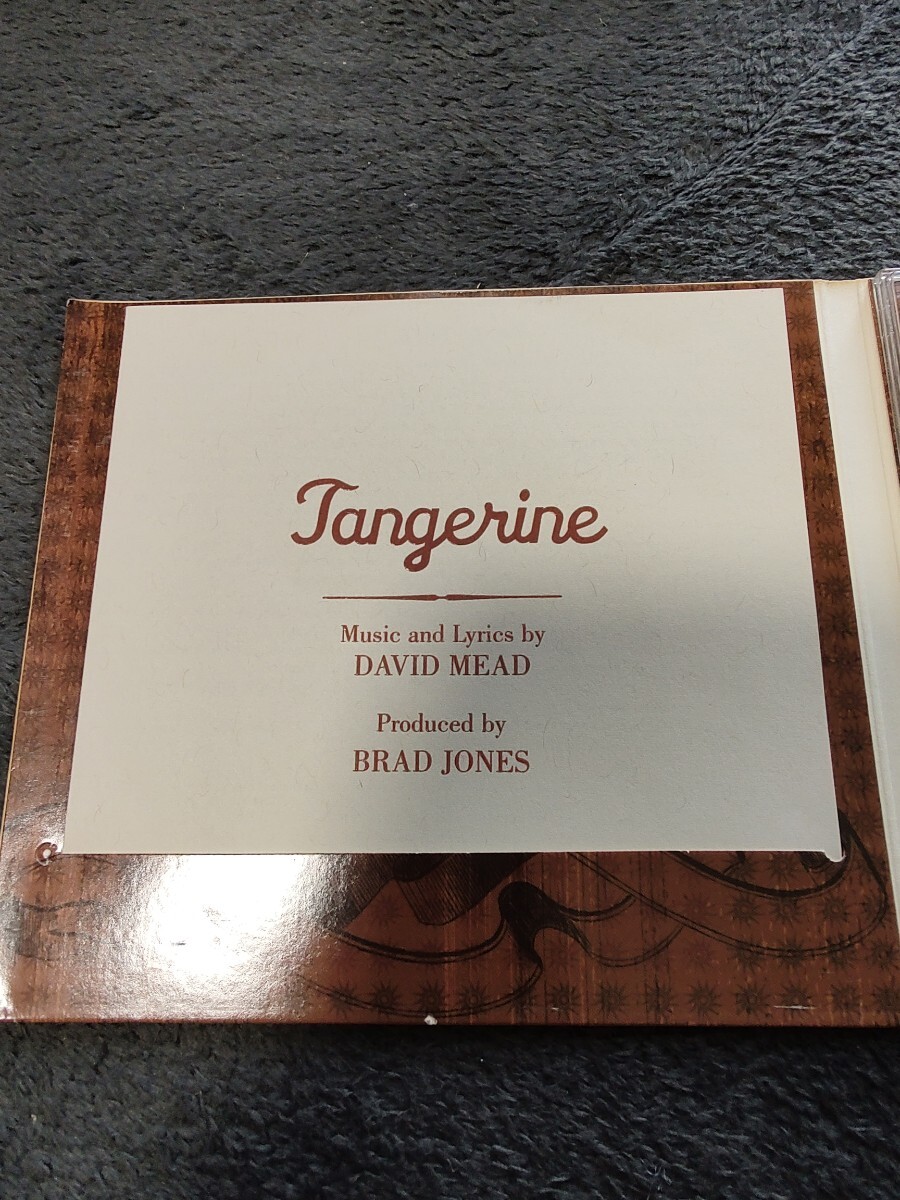 Tangerine
Music and Lyrics by
DAVID MEAD
Produced by
BRAD JONES